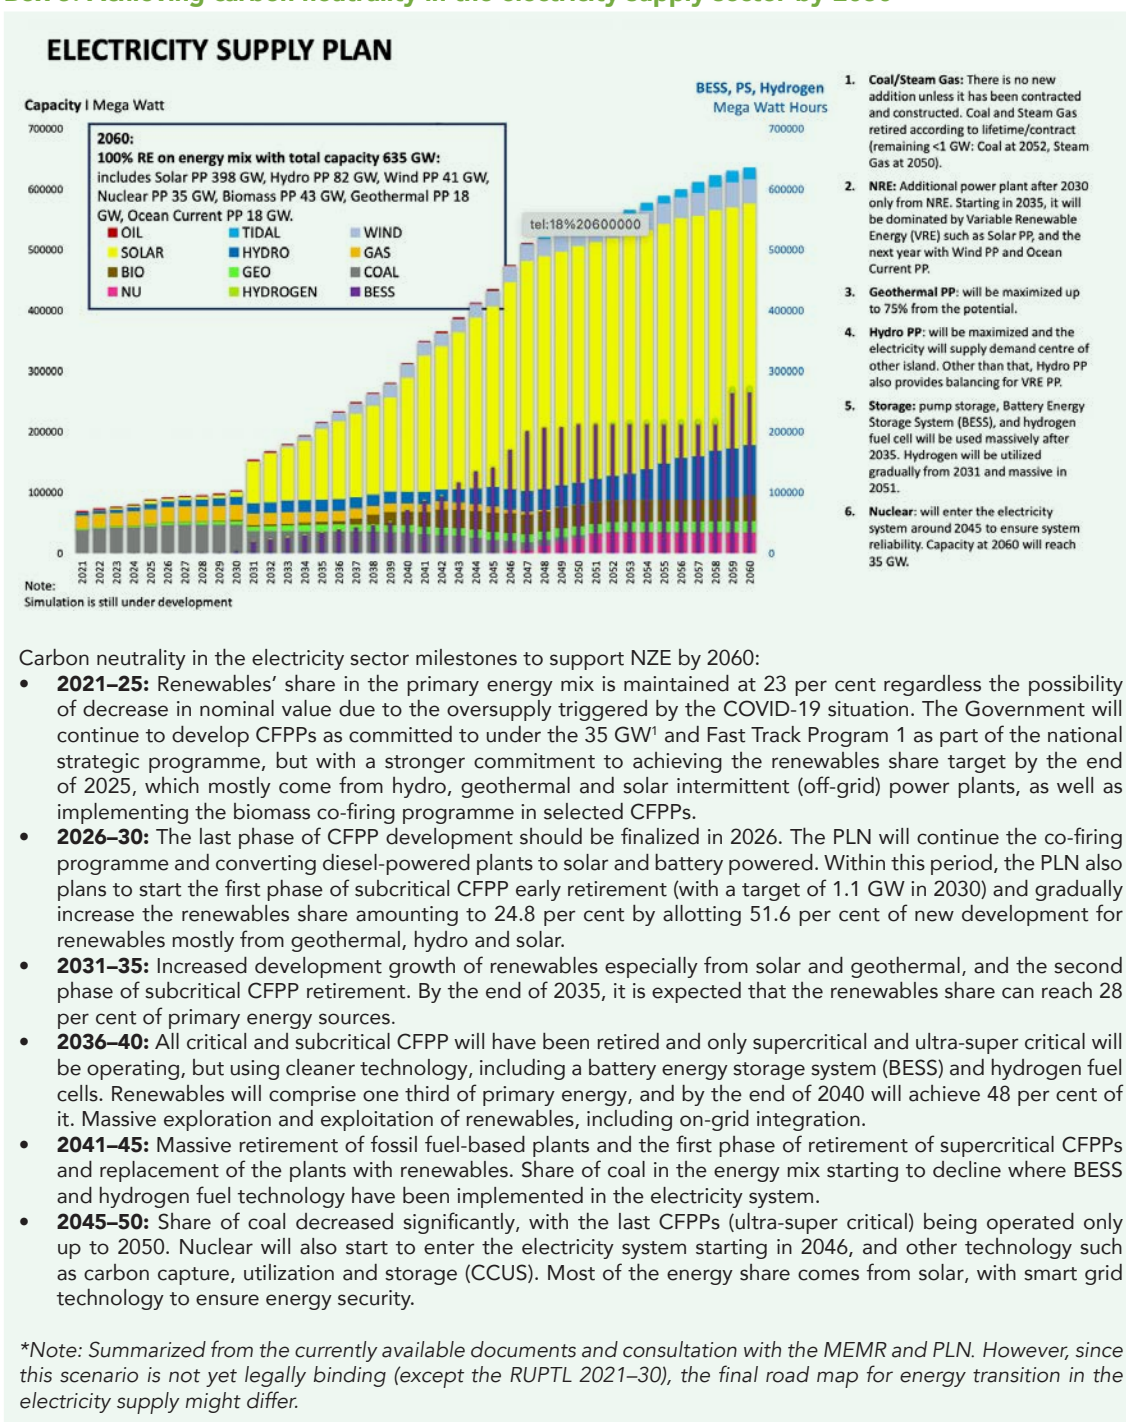 ELECTRICITY SUPPLY PLAN
Capacity I Mega Watt
BESS, PS, Hydrogen
Mega Watt Hours
700000
600000
500000
400000
300000
200000
100000
0
2060:
100% RE on energy mix with total capacity 635 GW:
includes Solar PP 398 GW, Hydro PP 82 GW, Wind PP 41 GW,
Nuclear PP 35 GW, Biomass PP 43 GW, Geothermal PP 18
GW, Ocean Current PP 18 GW.
OIL TIDAL WIND
SOLAR HYDRO GAS
BIO GEO COAL
NU HYDROGEN BESS
tel:18%20600000
700000
600000
500000
400000
300000
200000
100000
0
2021 2022 2023 2024 2025 2026 2027 2028 2029 2030 2031 2032 2033 2034 2035 2036 2037 2038 2039 2040 2041 2042 2043 2044 2045 2046 2047 2048 2049 2050 2051 2052 2053 2054 2055 2056 2057 2058 2059 2060
Note:
Simulation is still under development
1. Coal/Steam Gas: There is no new
addition unless it has been contracted
and constructed. Coal and Steam Gas
retired according to lifetime/contract
(remaining <1 GW: Coal at 2052, Steam
Gas at 2050).
2. NRE: Additional power plant after 2030
only from NRE. Starting in 2035, it will
be dominated by Variable Renewable
Energy (VRE) such as Solar PP, and the
next year with Wind PP and Ocean
Current PP.
3. Geothermal PP: will be maximized up
to 75% from the potential.
4. Hydro PP: will be maximized and the
electricity will supply demand centre of
other island. Other than that, Hydro PP
also provides balancing for VRE PP.
5. Storage: pump storage, Battery Energy
Storage System (BESS), and hydrogen
fuel cell will be used massively after
2035. Hydrogen will be utilized
gradually from 2031 and massive in
2051.
6. Nuclear: will enter the electricity
system around 2045 to ensure system
reliability. Capacity at 2060 will reach
35 GW.
Carbon neutrality in the electricity sector milestones to support NZE by 2060:
• 2021–25: Renewables’ share in the primary energy mix is maintained at 23 per cent regardless the possibility
of decrease in nominal value due to the oversupply triggered by the COVID-19 situation. The Government will
continue to develop CFPPs as committed to under the 35 GW¹ and Fast Track Program 1 as part of the national
strategic programme, but with a stronger commitment to achieving the renewables share target by the end
of 2025, which mostly come from hydro, geothermal and solar intermittent (off-grid) power plants, as well as
implementing the biomass co-firing programme in selected CFPPs.
• 2026–30: The last phase of CFPP development should be finalized in 2026. The PLN will continue the co-firing
programme and converting diesel-powered plants to solar and battery powered. Within this period, the PLN also
plans to start the first phase of subcritical CFPP early retirement (with a target of 1.1 GW in 2030) and gradually
increase the renewables share amounting to 24.8 per cent by allotting 51.6 per cent of new development for
renewables mostly from geothermal, hydro and solar.
• 2031–35: Increased development growth of renewables especially from solar and geothermal, and the second
phase of subcritical CFPP retirement. By the end of 2035, it is expected that the renewables share can reach 28
per cent of primary energy sources.
• 2036–40: All critical and subcritical CFPP will have been retired and only supercritical and ultra-super critical will
be operating, but using cleaner technology, including a battery energy storage system (BESS) and hydrogen fuel
cells. Renewables will comprise one third of primary energy, and by the end of 2040 will achieve 48 per cent of
it. Massive exploration and exploitation of renewables, including on-grid integration.
• 2041–45: Massive retirement of fossil fuel-based plants and the first phase of retirement of supercritical CFPPs
and replacement of the plants with renewables. Share of coal in the energy mix starting to decline where BESS
and hydrogen fuel technology have been implemented in the electricity system.
• 2045–50: Share of coal decreased significantly, with the last CFPPs (ultra-super critical) being operated only
up to 2050. Nuclear will also start to enter the electricity system starting in 2046, and other technology such
as carbon capture, utilization and storage (CCUS). Most of the energy share comes from solar, with smart grid
technology to ensure energy security.
*Note: Summarized from the currently available documents and consultation with the MEMR and PLN. However, since
this scenario is not yet legally binding (except the RUPTL 2021–30), the final road map for energy transition in the
electricity supply might differ.